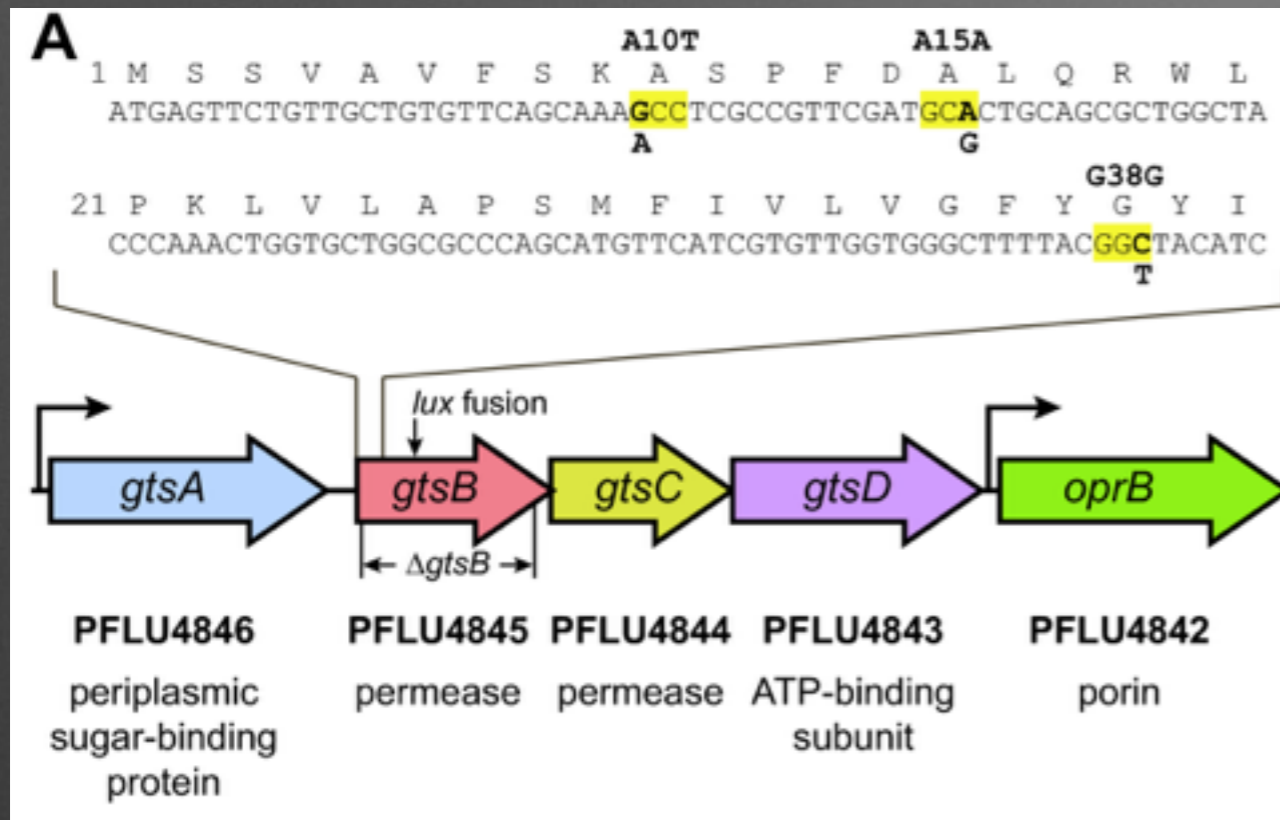 A
A10T A15A
1 M S S V A V F S K A S P F D A L Q R W L
ATGAGTTCTGTTGCTGTGTTCAGCAAAGCCTCGCCGTTCGATGCACTGCAGCGCTGGCTA
A G
G38G
21 P K L V L A P S M F I V L V G F Y G Y I
CCCAAACTGGTGCTGGCGCCCAGCATGTTCATCGTGTTGGTGGGCTTTTACGGCTACATC
T
lux fusion
gtsA gtsB gtsC gtsD oprB
ΔgtsB
PFLU4846 PFLU4845 PFLU4844 PFLU4843 PFLU4842
periplasmic permease permease ATP-binding porin
sugar-binding subunit
protein